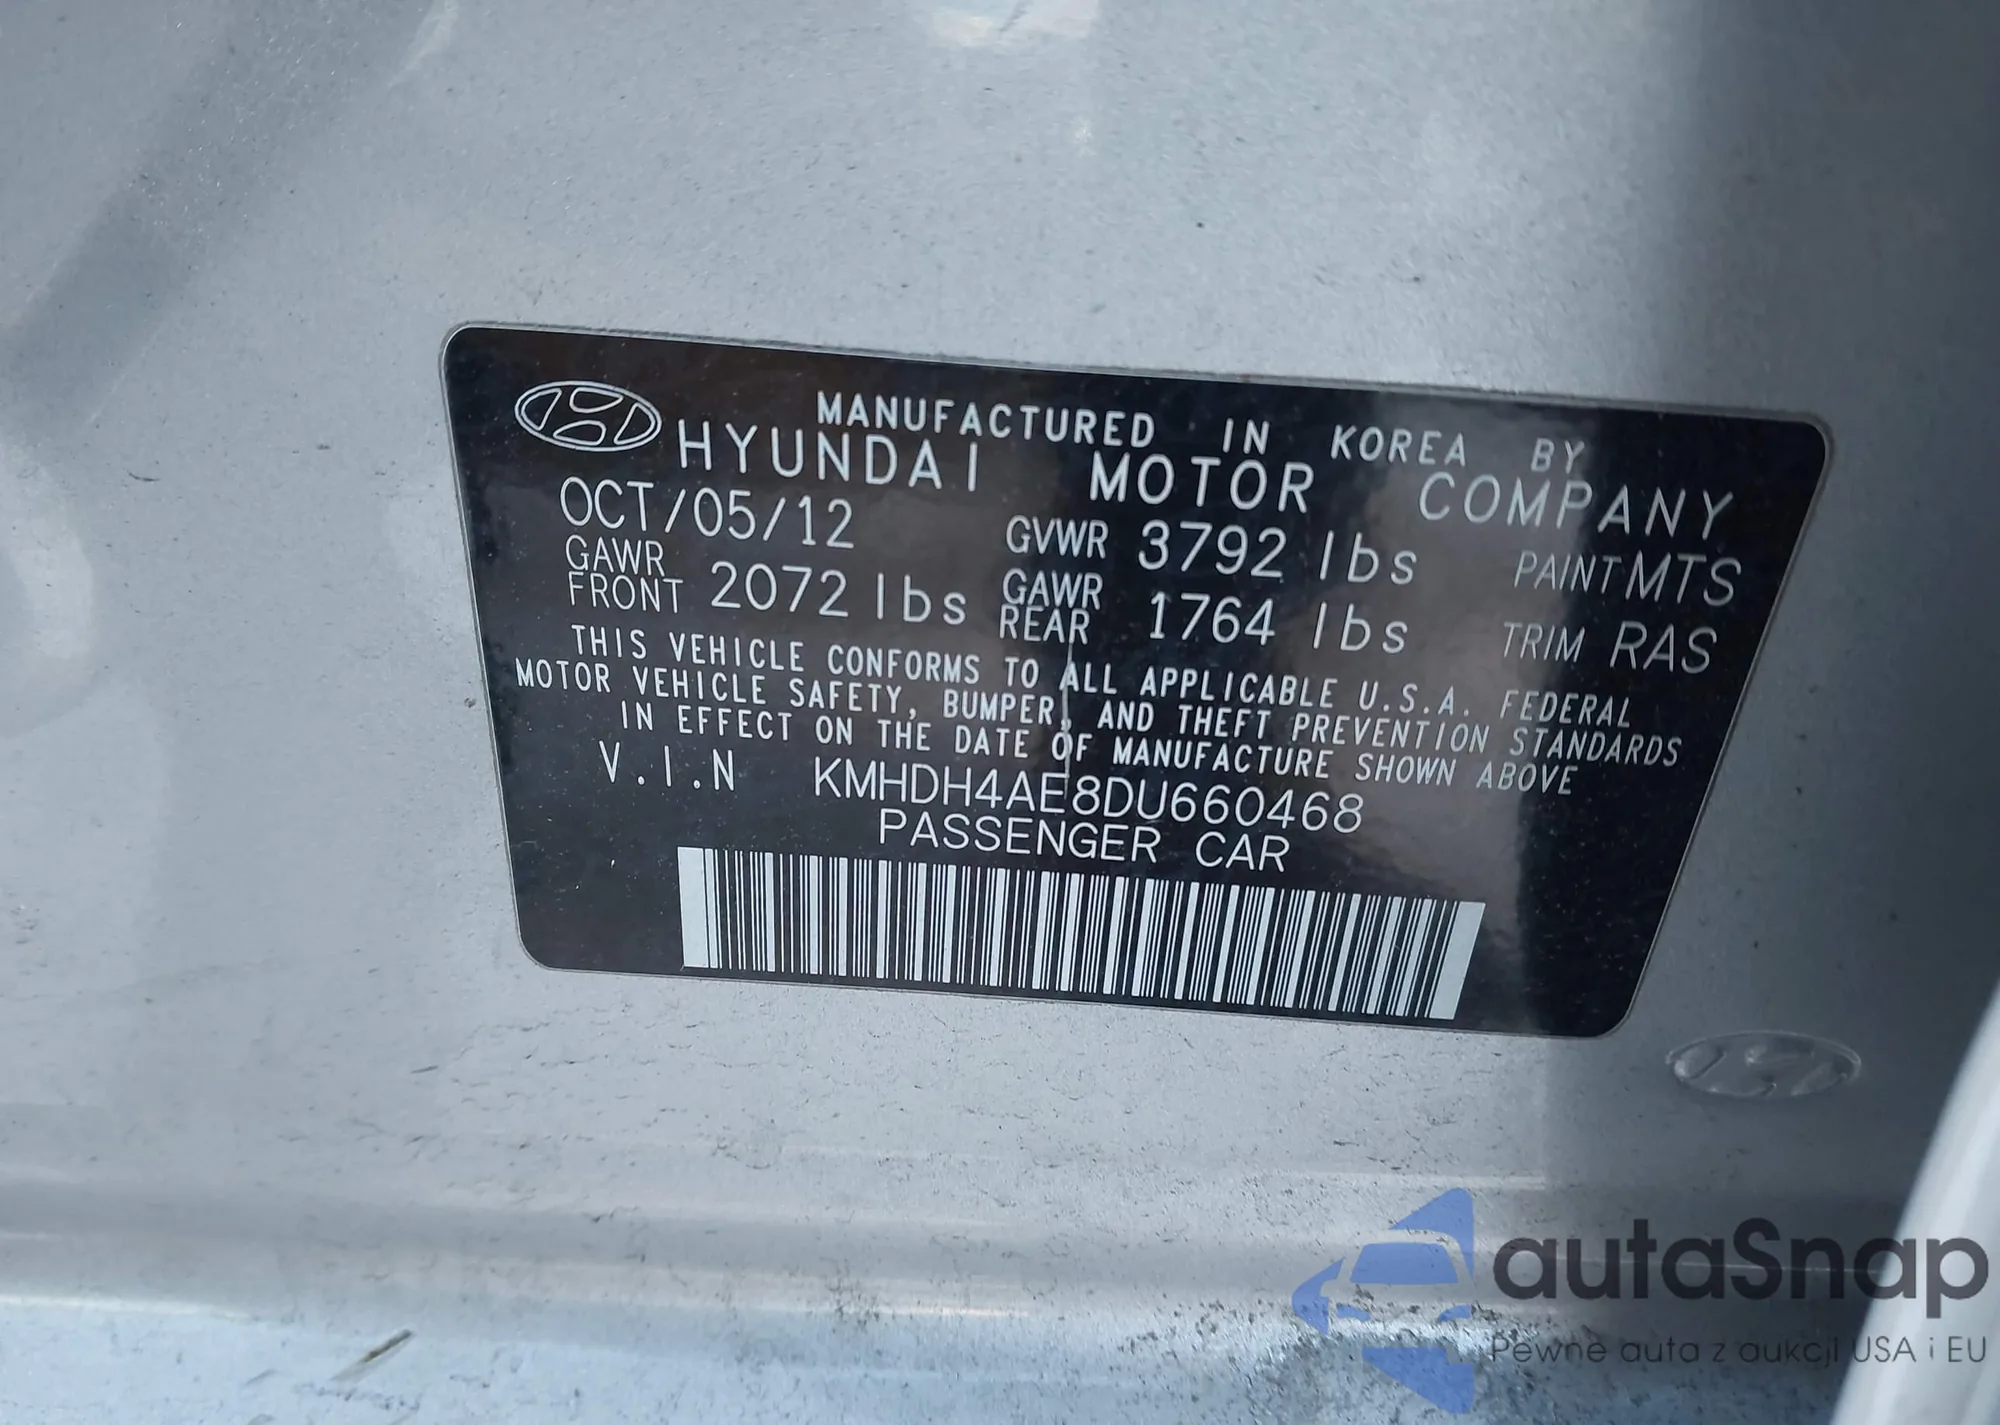 MANUFACTURED IN KOREA BY
HYUNDAI MOTOR COMPANY
OCT/05/12 GVWR 3792 lbs PAINT MTS
GAWR FRONT 2072 lbs GAWR REAR 1764 lbs TRIM RAS
THIS VEHICLE CONFORMS TO ALL APPLICABLE U.S.A. FEDERAL
MOTOR VEHICLE SAFETY, BUMPER, AND THEFT PREVENTION STANDARDS
IN EFFECT ON THE DATE OF MANUFACTURE SHOWN ABOVE
V.I.N KMHDH4AE8DU660468
PASSENGER CAR
autaSnap
Pewne auta z aukcji USA i EU